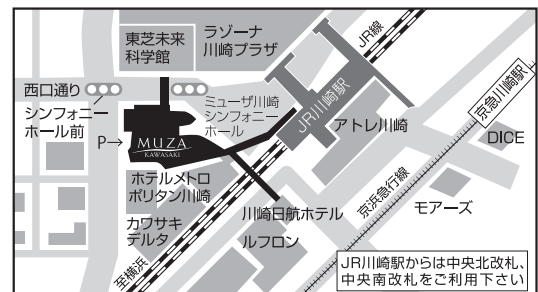 東芝未来
科学館
ラゾーナ
川崎プラザ
JR線
西口通り
シンフォニー
ホール前
ミューザ川崎
シンフォニー
ホール
JR川崎駅
京急川崎駅
P→
MUZA
KAWASAKI
アトレ川崎
DICE
ホテルメトロ
ポリタン川崎
川崎日航ホテル
京浜急行線
モアーズ
カワサキ
デルタ
ルフロン
至横浜
JR川崎駅からは中央北改札、
中央南改札をご利用下さい